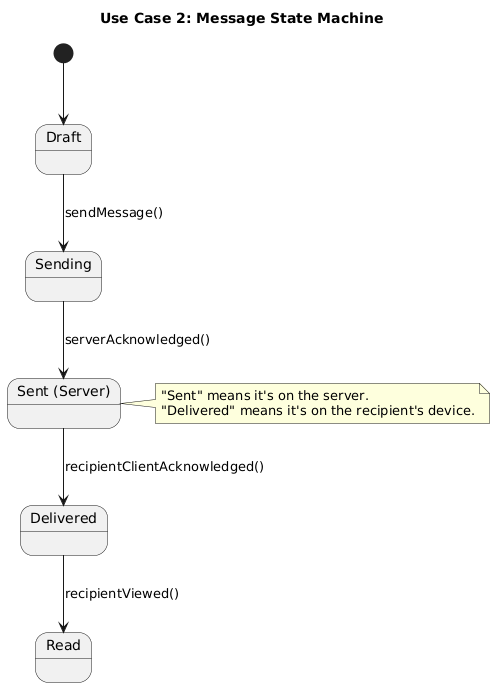 Use Case 2: Message State Machine
Draft
sendMessage()
Sending
serverAcknowledged()
Sent (Server)
"Sent" means it's on the server.
"Delivered" means it's on the recipient's device.
recipientClientAcknowledged()
Delivered
recipientViewed()
Read